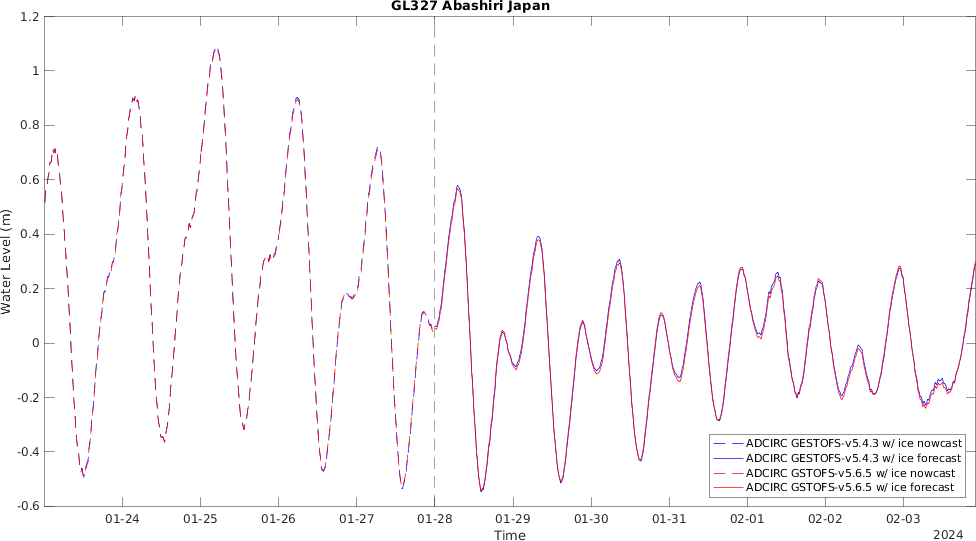 GL327 Abashiri Japan
1.2
1
0.8
0.6
0.4
0.2
0
-0.2
-0.4
-0.6
Water Level (m)
ADCIRC GESTOFS-v5.4.3 w/ ice nowcast
ADCIRC GESTOFS-v5.4.3 w/ ice forecast
ADCIRC GSTOFS-v5.6.5 w/ ice nowcast
ADCIRC GSTOFS-v5.6.5 w/ ice forecast
01-24 01-25 01-26 01-27 01-28 01-29 01-30 01-31 02-01 02-02 02-03
Time
2024